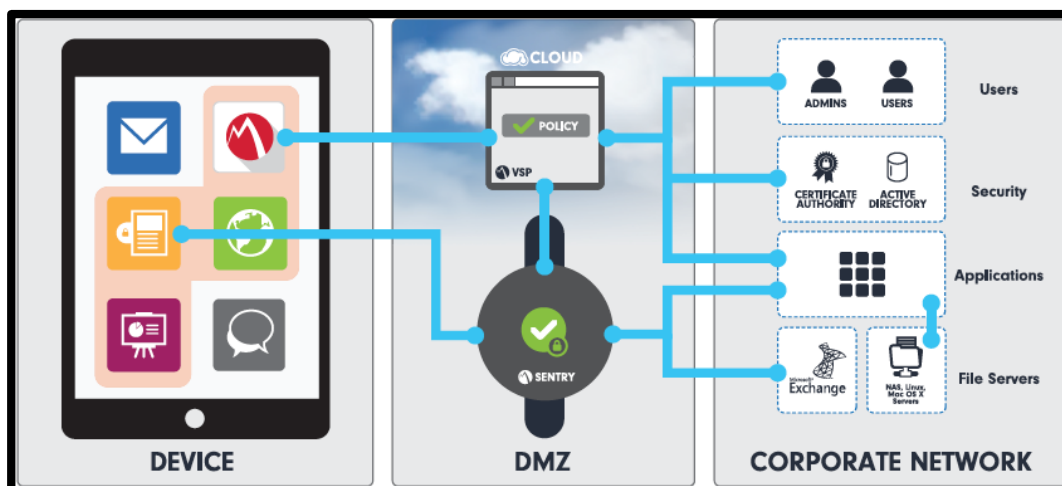 CLOUD
POLICY
VSP
SENTRY
ADMINS
USERS
Users
CERTIFICATE
AUTHORITY
ACTIVE
DIRECTORY
Security
Applications
Microsoft
Exchange
NAS, Linux,
Mac OS X
Servers
File Servers
DEVICE
DMZ
CORPORATE NETWORK